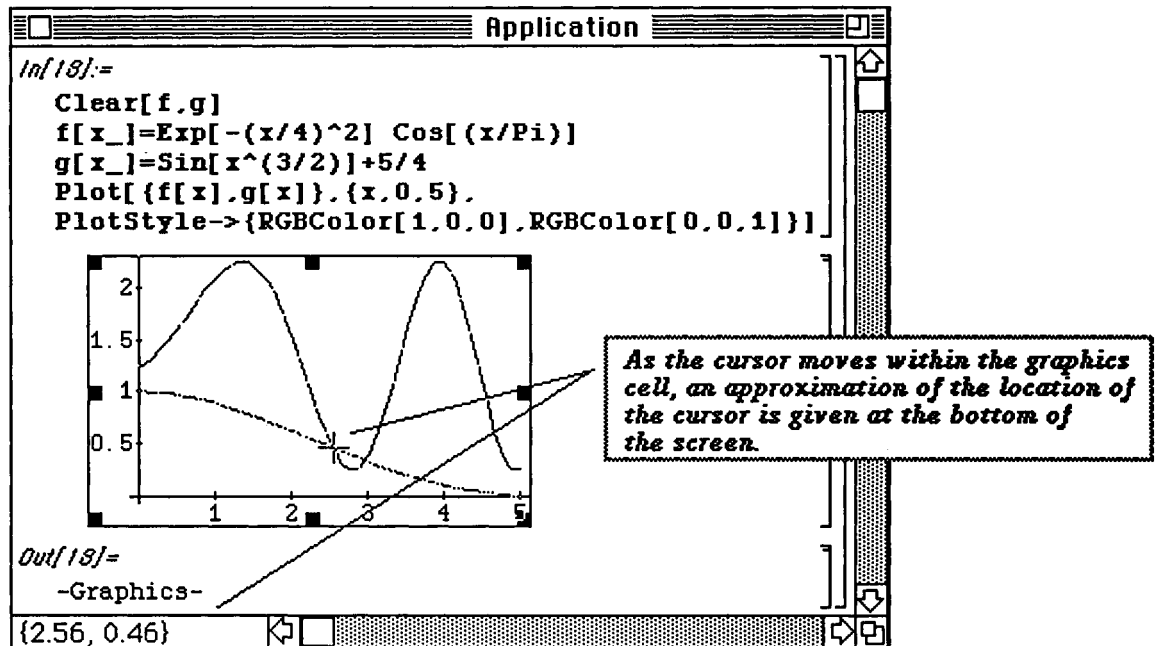 Application
In[18]:=
Clear[f,g]
f[x_]=Exp[-(x/4)^2] Cos[(x/Pi)]
g[x_]=Sin[x^(3/2)]+5/4
Plot[{f[x],g[x]},{x,0,5},
PlotStyle->{RGBColor[1,0,0],RGBColor[0,0,1]}]
2
1.5
1
0.5
1 2 3 4 5
As the cursor moves within the graphics
cell, an approximation of the location of
the cursor is given at the bottom of
the screen.
Out[18]=
-Graphics-
{2.56, 0.46}